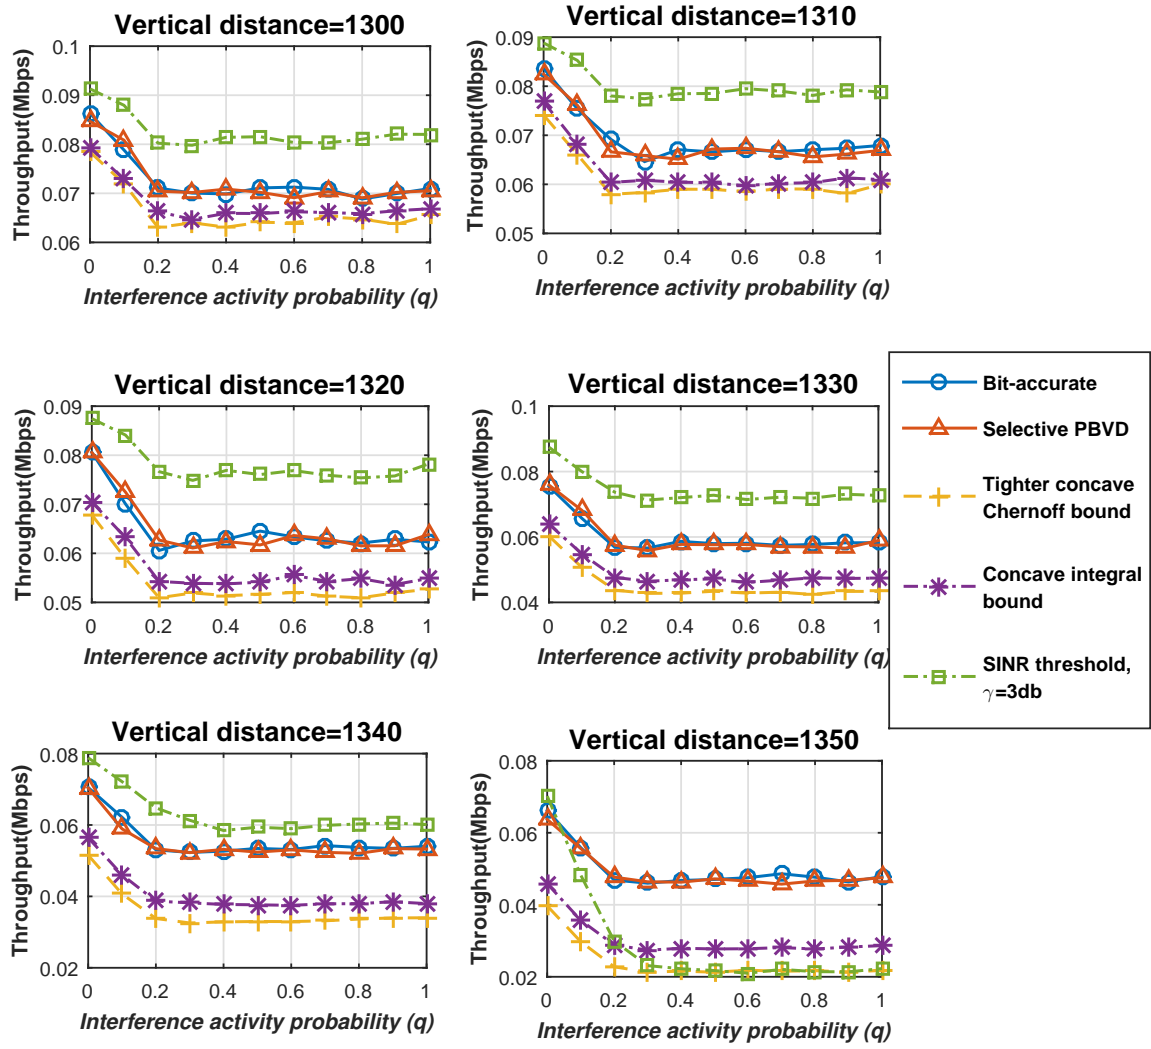 Vertical distance=1300
Throughput(Mbps)
0.1
0.09
0.08
0.07
0.06
0 0.2 0.4 0.6 0.8 1
Interference activity probability (q)
Vertical distance=1310
Throughput(Mbps)
0.09
0.08
0.07
0.06
0.05
0 0.2 0.4 0.6 0.8 1
Interference activity probability (q)
Vertical distance=1320
Throughput(Mbps)
0.09
0.08
0.07
0.06
0.05
0 0.2 0.4 0.6 0.8 1
Interference activity probability (q)
Vertical distance=1330
Throughput(Mbps)
0.1
0.08
0.06
0.04
0 0.2 0.4 0.6 0.8 1
Interference activity probability (q)
Bit-accurate
Selective PBVD
Tighter concave
Chernoff bound
Concave integral
bound
SINR threshold,
γ=3db
Vertical distance=1340
Throughput(Mbps)
0.08
0.06
0.04
0.02
0 0.2 0.4 0.6 0.8 1
Interference activity probability (q)
Vertical distance=1350
Throughput(Mbps)
0.08
0.06
0.04
0.02
0 0.2 0.4 0.6 0.8 1
Interference activity probability (q)